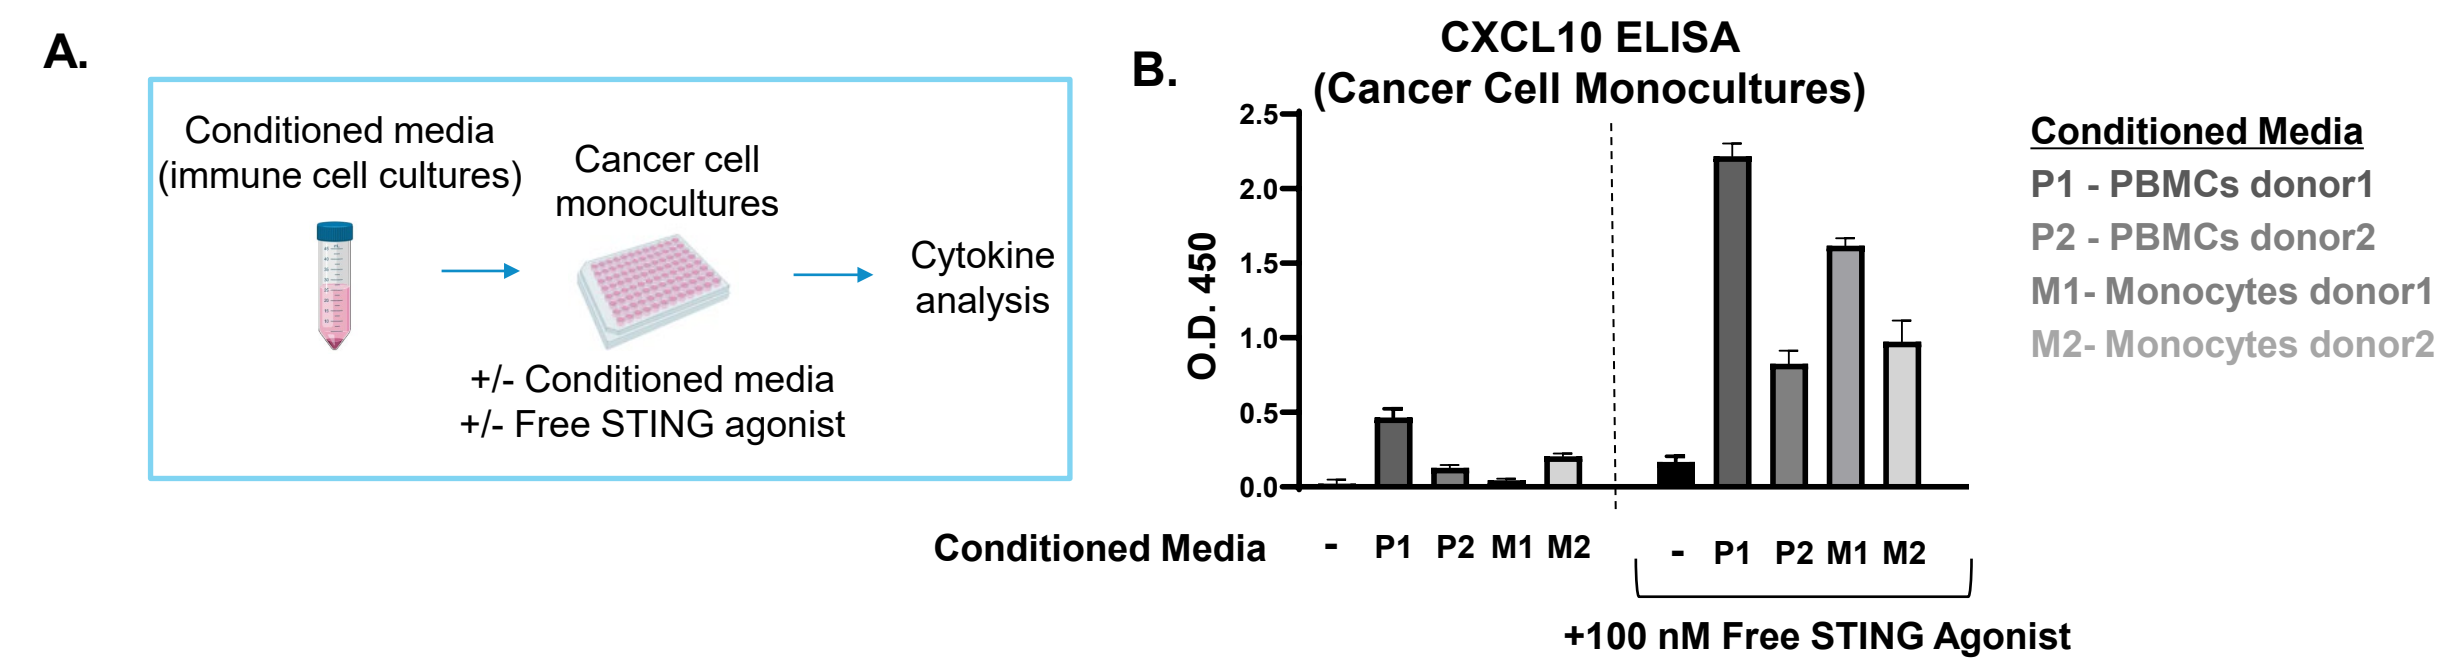 A.
Conditioned media
(immune cell cultures)
Cancer cell
monocultures
Cytokine
analysis
+/- Conditioned media
+/- Free STING agonist
B.
CXCL10 ELISA
(Cancer Cell Monocultures)
O.D. 450
2.5
2.0
1.5
1.0
0.5
0.0
Conditioned Media - P1 P2 M1 M2 - P1 P2 M1 M2
+100 nM Free STING Agonist
Conditioned Media
P1 - PBMCs donor1
P2 - PBMCs donor2
M1- Monocytes donor1
M2- Monocytes donor2